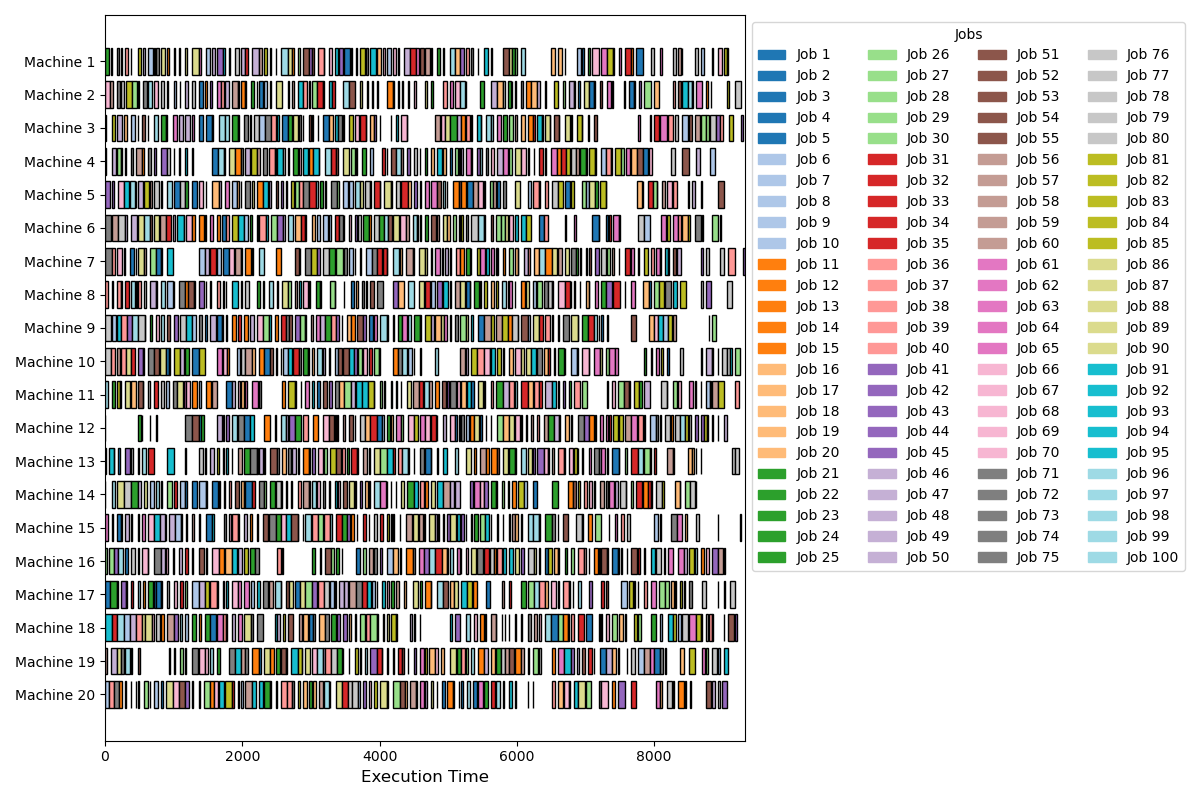 Machine 1
Machine 2
Machine 3
Machine 4
Machine 5
Machine 6
Machine 7
Machine 8
Machine 9
Machine 10
Machine 11
Machine 12
Machine 13
Machine 14
Machine 15
Machine 16
Machine 17
Machine 18
Machine 19
Machine 20
0 2000 4000 6000 8000
Execution Time
Jobs
Job 1 Job 26 Job 51 Job 76
Job 2 Job 27 Job 52 Job 77
Job 3 Job 28 Job 53 Job 78
Job 4 Job 29 Job 54 Job 79
Job 5 Job 30 Job 55 Job 80
Job 6 Job 31 Job 56 Job 81
Job 7 Job 32 Job 57 Job 82
Job 8 Job 33 Job 58 Job 83
Job 9 Job 34 Job 59 Job 84
Job 10 Job 35 Job 60 Job 85
Job 11 Job 36 Job 61 Job 86
Job 12 Job 37 Job 62 Job 87
Job 13 Job 38 Job 63 Job 88
Job 14 Job 39 Job 64 Job 89
Job 15 Job 40 Job 65 Job 90
Job 16 Job 41 Job 66 Job 91
Job 17 Job 42 Job 67 Job 92
Job 18 Job 43 Job 68 Job 93
Job 19 Job 44 Job 69 Job 94
Job 20 Job 45 Job 70 Job 95
Job 21 Job 46 Job 71 Job 96
Job 22 Job 47 Job 72 Job 97
Job 23 Job 48 Job 73 Job 98
Job 24 Job 49 Job 74 Job 99
Job 25 Job 50 Job 75 Job 100